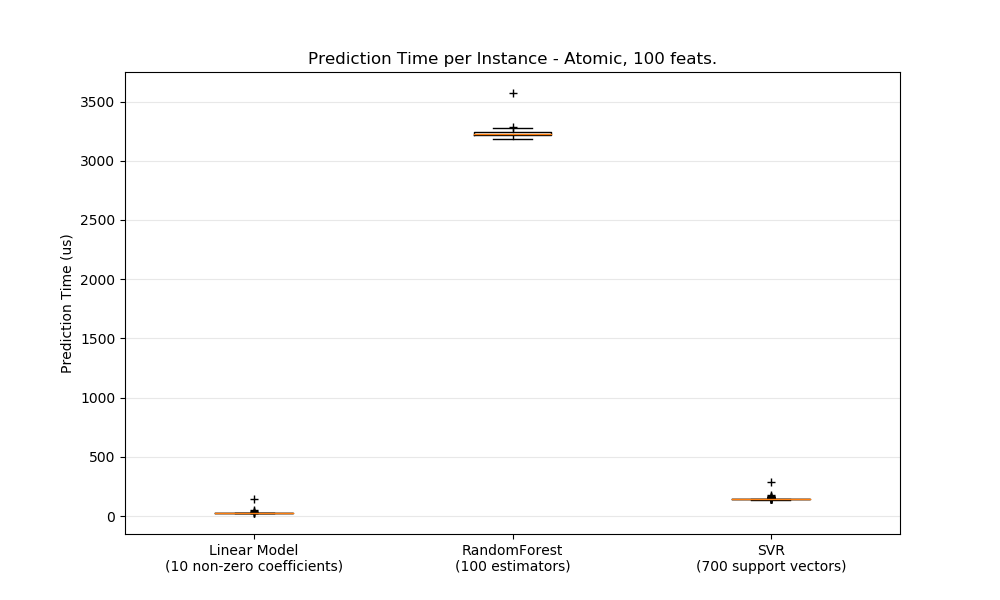 Prediction Time per Instance - Atomic, 100 feats.
3500
3000
2500
2000
1500
1000
500
0
Prediction Time (us)
Linear Model
(10 non-zero coefficients)
RandomForest
(100 estimators)
SVR
(700 support vectors)